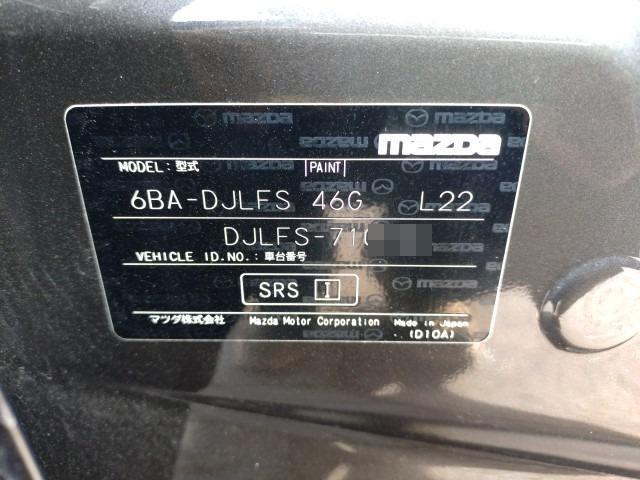 mazda
MODEL:型式 PAINT
6BA-DJLFS 46G L22
DJLFS-710
VEHICLE ID.NO.:車台番号
SRS I
マツダ株式会社 Mazda Motor Corporation Made in Japan
(D10A)